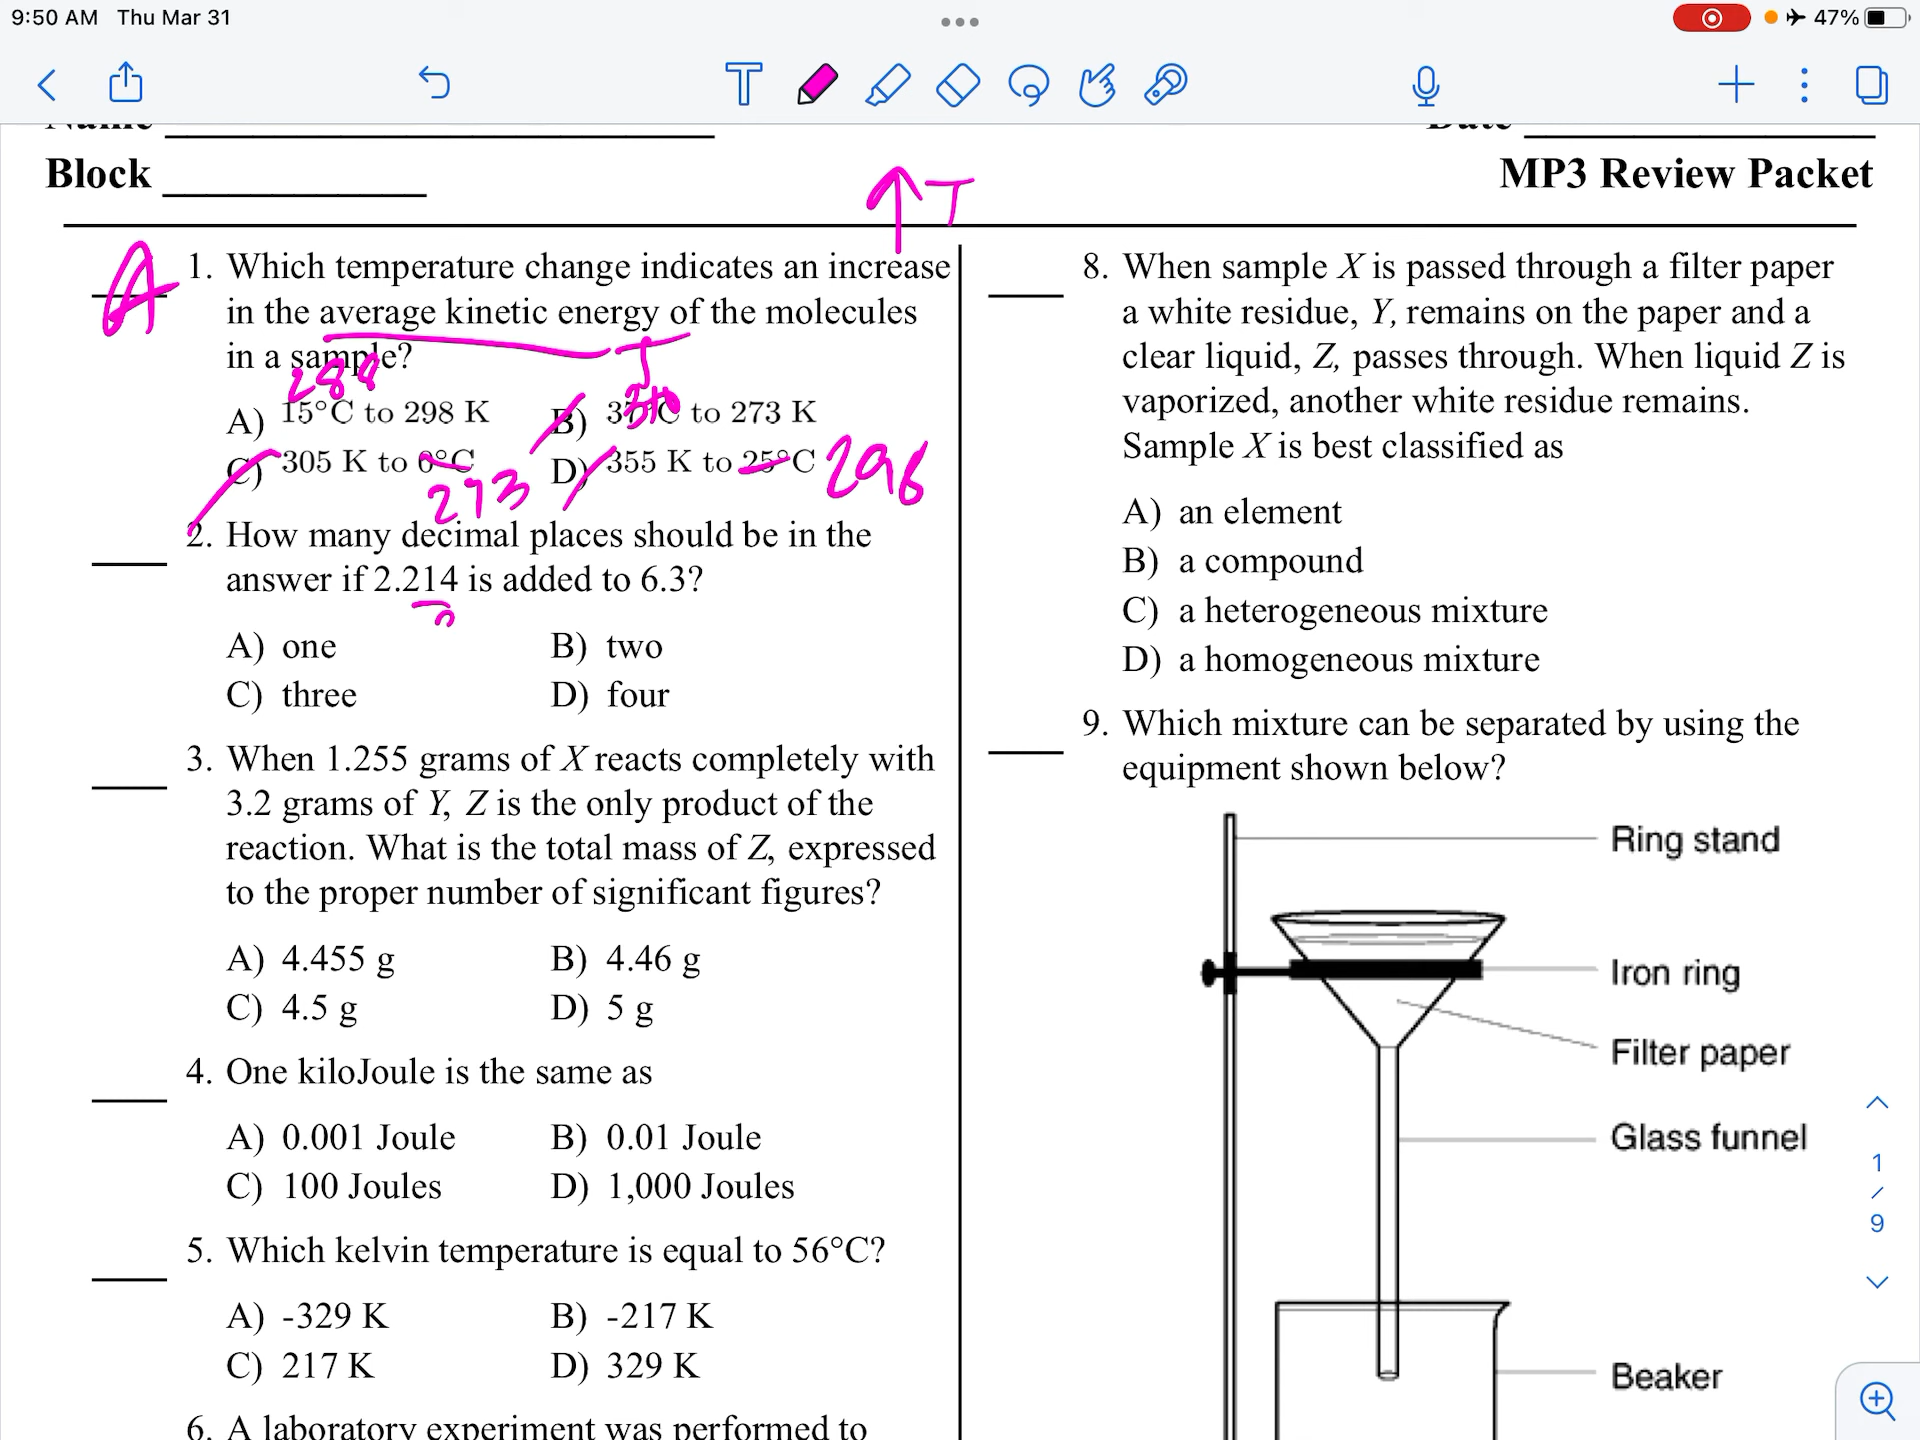 9:50 AM Thu Mar 31
47%
Name
Date
Block
MP3 Review Packet
↑ T
A
1. Which temperature change indicates an increase
in the average kinetic energy of the molecules
in a sample?
T
288
310
A) 15°C to 298 K
B) 37°C to 273 K
C) 305 K to 0°C
D) 355 K to 25°C
298
273
2. How many decimal places should be in the
answer if 2.214 is added to 6.3?
A) one
B) two
C) three
D) four
3. When 1.255 grams of X reacts completely with
3.2 grams of Y, Z is the only product of the
reaction. What is the total mass of Z, expressed
to the proper number of significant figures?
A) 4.455 g
B) 4.46 g
C) 4.5 g
D) 5 g
4. One kiloJoule is the same as
A) 0.001 Joule
B) 0.01 Joule
C) 100 Joules
D) 1,000 Joules
5. Which kelvin temperature is equal to 56°C?
A) -329 K
B) -217 K
C) 217 K
D) 329 K
6. A laboratory experiment was performed to
8. When sample X is passed through a filter paper
a white residue, Y, remains on the paper and a
clear liquid, Z, passes through. When liquid Z is
vaporized, another white residue remains.
Sample X is best classified as
A) an element
B) a compound
C) a heterogeneous mixture
D) a homogeneous mixture
9. Which mixture can be separated by using the
equipment shown below?
Ring stand
Iron ring
Filter paper
Glass funnel
Beaker
1
/
9